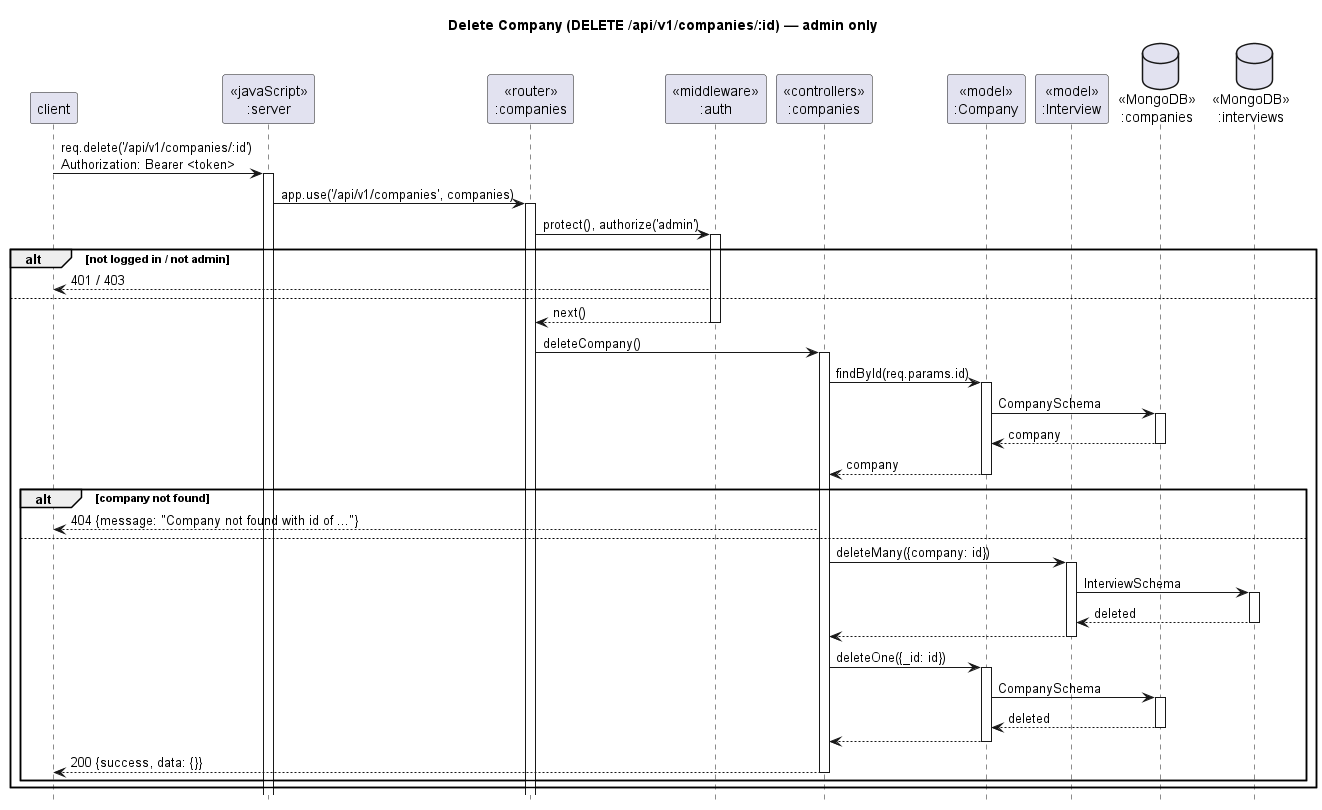 Delete Company (DELETE /api/v1/companies/:id) — admin only
client
«javaScript»
:server
«router»
:companies
«middleware»
:auth
«controllers»
:companies
«model»
:Company
«model»
:Interview
«MongoDB»
:companies
«MongoDB»
:interviews
req.delete('/api/v1/companies/:id')
Authorization: Bearer <token>
app.use('/api/v1/companies', companies)
protect(), authorize('admin')
alt [not logged in / not admin]
401 / 403
next()
deleteCompany()
findById(req.params.id)
CompanySchema
company
company
alt [company not found]
404 {message: "Company not found with id of ..."}
deleteMany({company: id})
InterviewSchema
deleted
deleteOne({_id: id})
CompanySchema
deleted
200 {success, data: {}}